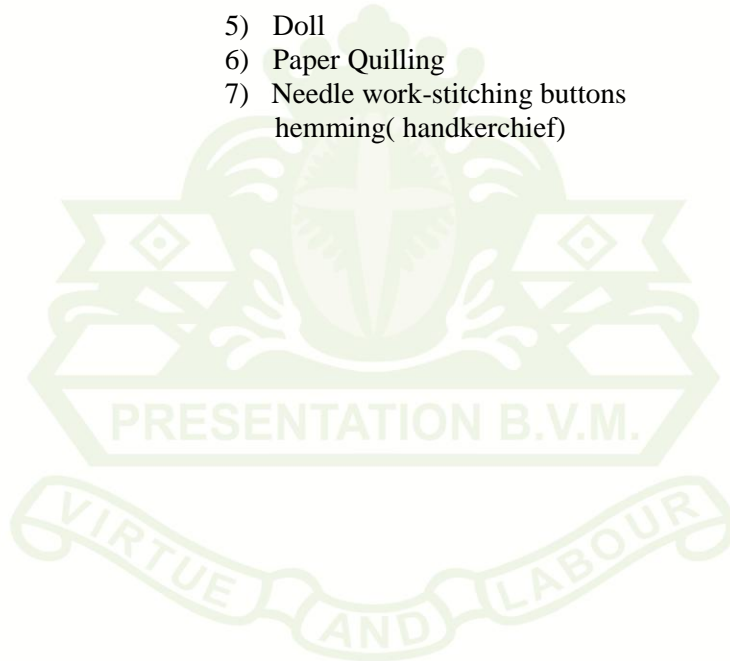 5) Doll
6) Paper Quilling
7) Needle work-stitching buttons
hemming( handkerchief)
PRESENTATION B.V.M.
VIRTUE AND LABOUR